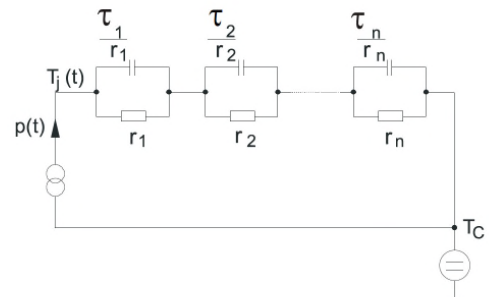 τ1 τ2 τn
r1 r2 rn
Tj (t)
p(t)
r1 r2 rn
TC